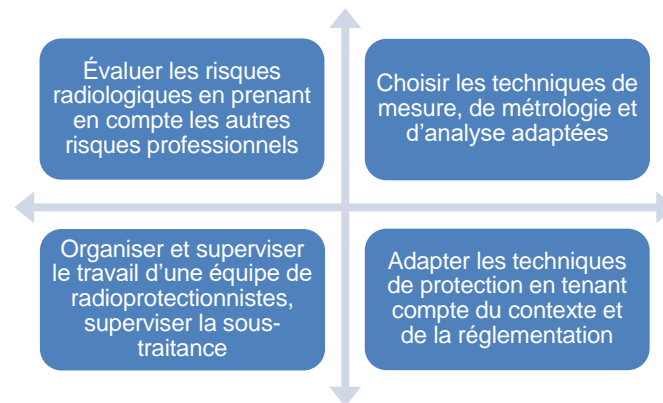 Évaluer les risques
radiologiques en prenant
en compte les autres
risques professionnels
Choisir les techniques de
mesure, de métrologie et
d'analyse adaptées
Organiser et superviser
le travail d'une équipe de
radioprotectionnistes,
superviser la sous-
traitance
Adapter les techniques
de protection en tenant
compte du contexte et
de la réglementation